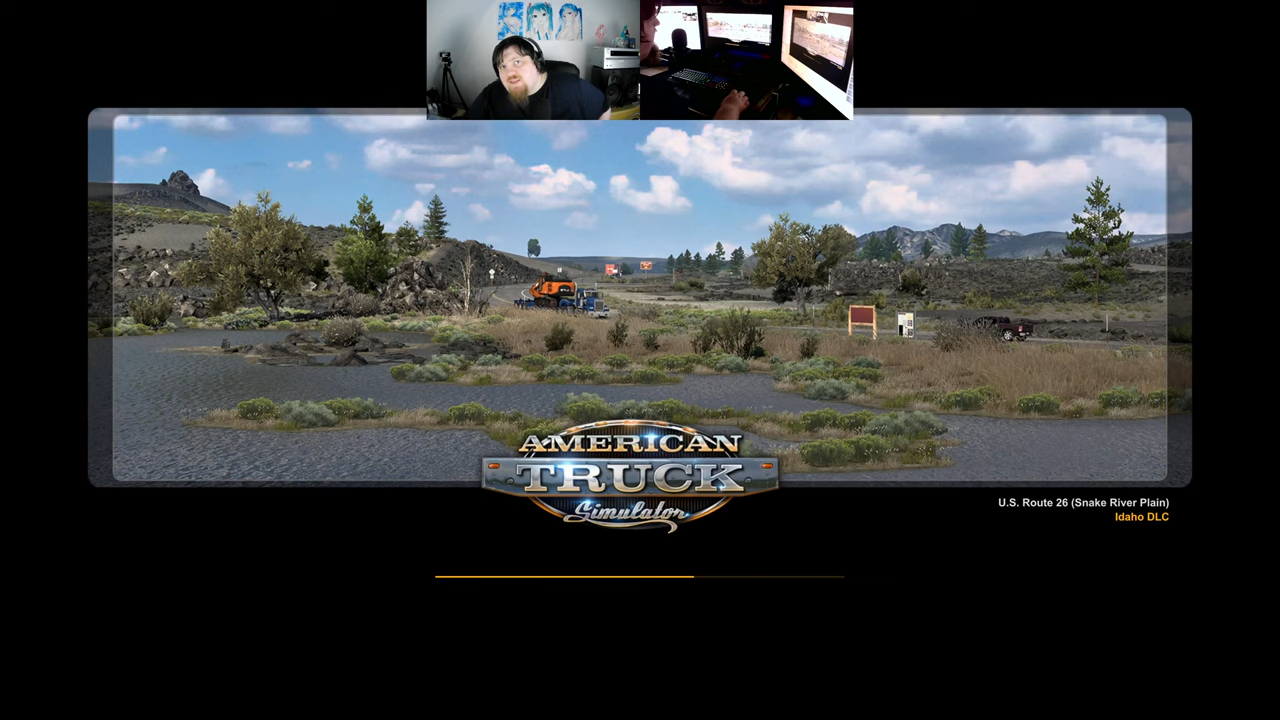 AMERICAN
TRUCK
Simulator
U.S. Route 26 (Snake River Plain)
Idaho DLC